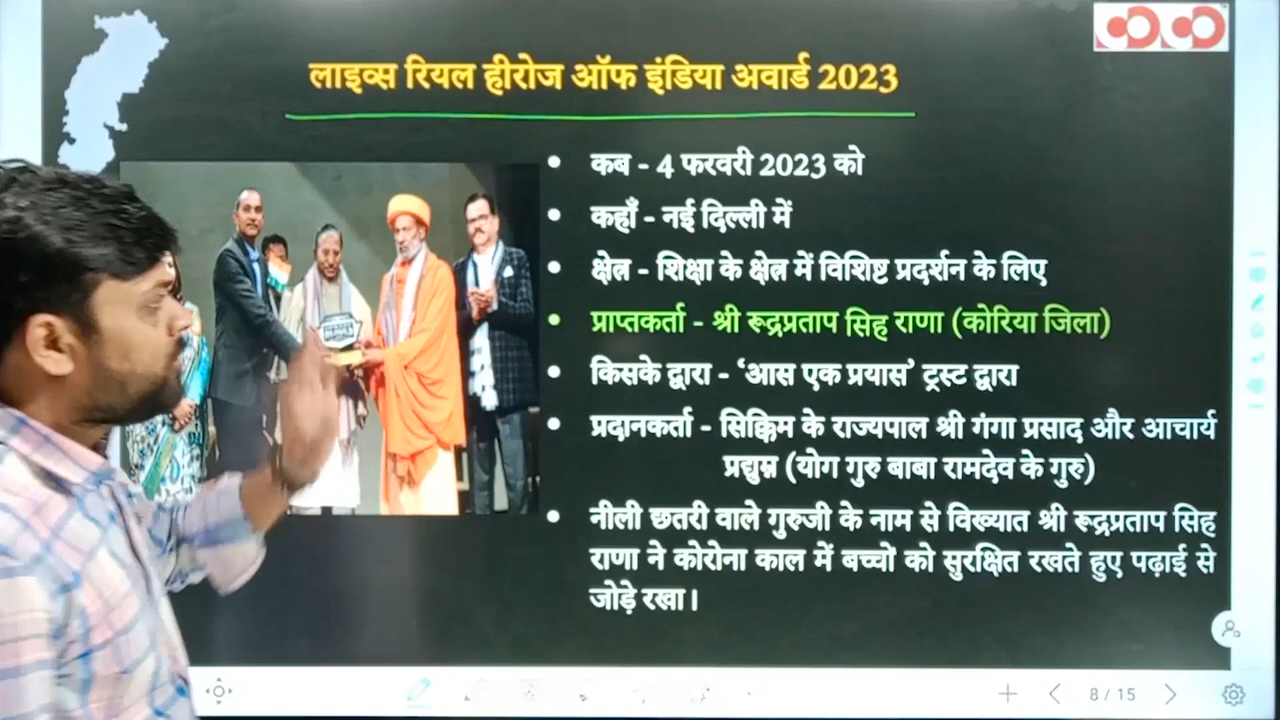 लाइव्स रियल हीरोज ऑफ इंडिया अवार्ड 2023
• कब - 4 फरवरी 2023 को
• कहाँ - नई दिल्ली में
• क्षेत्र - शिक्षा के क्षेत्र में विशिष्ट प्रदर्शन के लिए
• प्राप्तकर्ता - श्री रूद्रप्रताप सिंह राणा (कोरिया जिला)
• किसके द्वारा - ‘आस एक प्रयास’ ट्रस्ट द्वारा
• प्रदानकर्ता - सिक्किम के राज्यपाल श्री गंगा प्रसाद और आचार्य
प्रद्युम्न (योग गुरु बाबा रामदेव के गुरु)
• नीली छतरी वाले गुरुजी के नाम से विख्यात श्री रूद्रप्रताप सिंह
राणा ने कोरोना काल में बच्चों को सुरक्षित रखते हुए पढ़ाई से
जोड़े रखा।
8 / 15